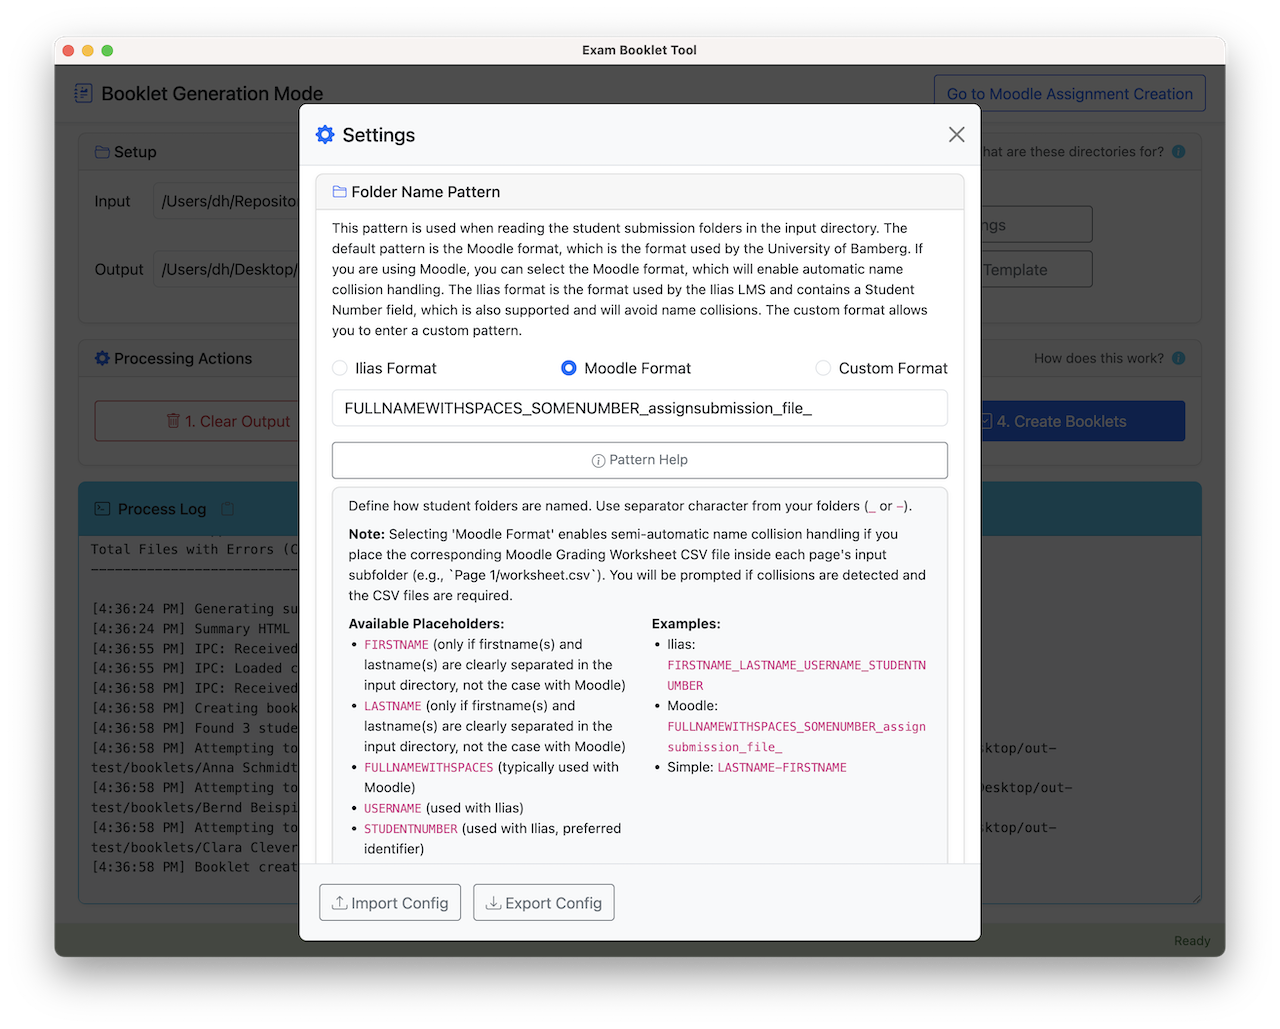 Exam Booklet Tool
Booklet Generation Mode
Go to Moodle Assignment Creation
Setup
hat are these directories for?
Input
/Users/dh/Reposito
ngs
Output
/Users/dh/Desktop/
Template
Processing Actions
How does this work?
1. Clear Output
4. Create Booklets
Process Log
Total Files with Errors (C
[4:36:24 PM] Generating su
[4:36:24 PM] Summary HTML
[4:36:55 PM] IPC: Received
[4:36:55 PM] IPC: Loaded c
[4:36:58 PM] IPC: Received
[4:36:58 PM] Creating book
[4:36:58 PM] Found 3 stude
[4:36:58 PM] Attempting to
sktop/out-
test/booklets/Anna Schmidt
[4:36:58 PM] Attempting to
Desktop/out-
test/booklets/Bernd Beispi
[4:36:58 PM] Attempting to
sktop/out-
test/booklets/Clara Clever
[4:36:58 PM] Booklet creat
Ready
Settings
Folder Name Pattern
This pattern is used when reading the student submission folders in the input directory. The
default pattern is the Moodle format, which is the format used by the University of Bamberg. If
you are using Moodle, you can select the Moodle format, which will enable automatic name
collision handling. The Ilias format is the format used by the Ilias LMS and contains a Student
Number field, which is also supported and will avoid name collisions. The custom format allows
you to enter a custom pattern.
Ilias Format
Moodle Format
Custom Format
FULLNAMEWITHSPACES_SOMENUMBER_assignsubmission_file_
Pattern Help
Define how student folders are named. Use separator character from your folders (_ or -).
Note: Selecting 'Moodle Format' enables semi-automatic name collision handling if you
place the corresponding Moodle Grading Worksheet CSV file inside each page's input
subfolder (e.g., `Page 1/worksheet.csv`). You will be prompted if collisions are detected and
the CSV files are required.
Available Placeholders:
• FIRSTNAME (only if firstname(s) and
lastname(s) are clearly separated in the
input directory, not the case with Moodle)
• LASTNAME (only if firstname(s) and
lastname(s) are clearly separated in the
input directory, not the case with Moodle)
• FULLNAMEWITHSPACES (typically used with
Moodle)
• USERNAME (used with Ilias)
• STUDENTNUMBER (used with Ilias, preferred
identifier)
Examples:
• Ilias:
FIRSTNAME_LASTNAME_USERNAME_STUDENTN
UMBER
• Moodle:
FULLNAMEWITHSPACES_SOMENUMBER_assign
submission_file_
• Simple: LASTNAME-FIRSTNAME
Import Config
Export Config